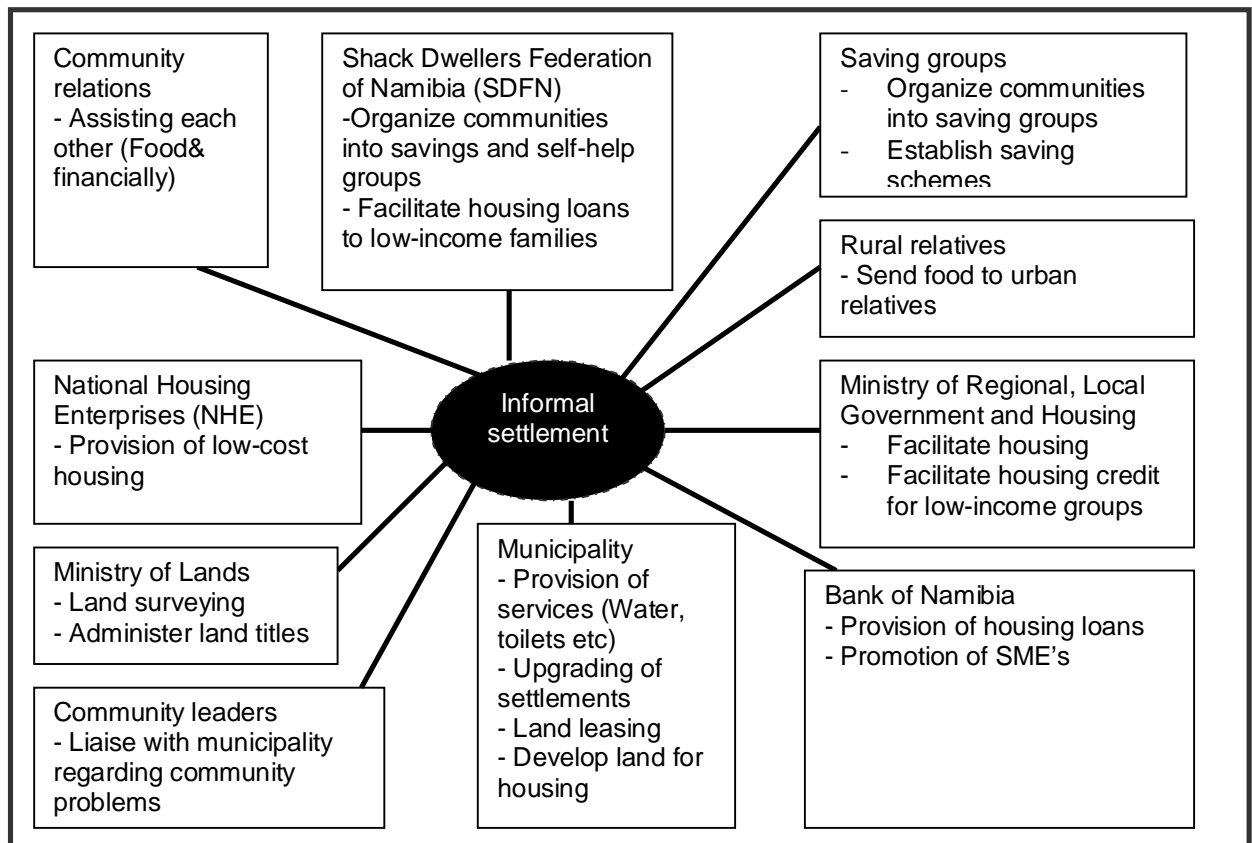 Community
relations
- Assisting each
other (Food&
financially)
Shack Dwellers Federation
of Namibia (SDFN)
-Organize communities
into savings and self-help
groups
- Facilitate housing loans
to low-income families
Saving groups
- Organize communities
into saving groups
- Establish saving
schemes
Rural relatives
- Send food to urban
relatives
National Housing
Enterprises (NHE)
- Provision of low-cost
housing
Informal
settlement
Ministry of Regional, Local
Government and Housing
- Facilitate housing
- Facilitate housing credit
for low-income groups
Ministry of Lands
- Land surveying
- Administer land titles
Municipality
- Provision of
services (Water,
toilets etc)
- Upgrading of
settlements
- Land leasing
- Develop land for
housing
Bank of Namibia
- Provision of housing loans
- Promotion of SME's
Community leaders
- Liaise with municipality
regarding community
problems